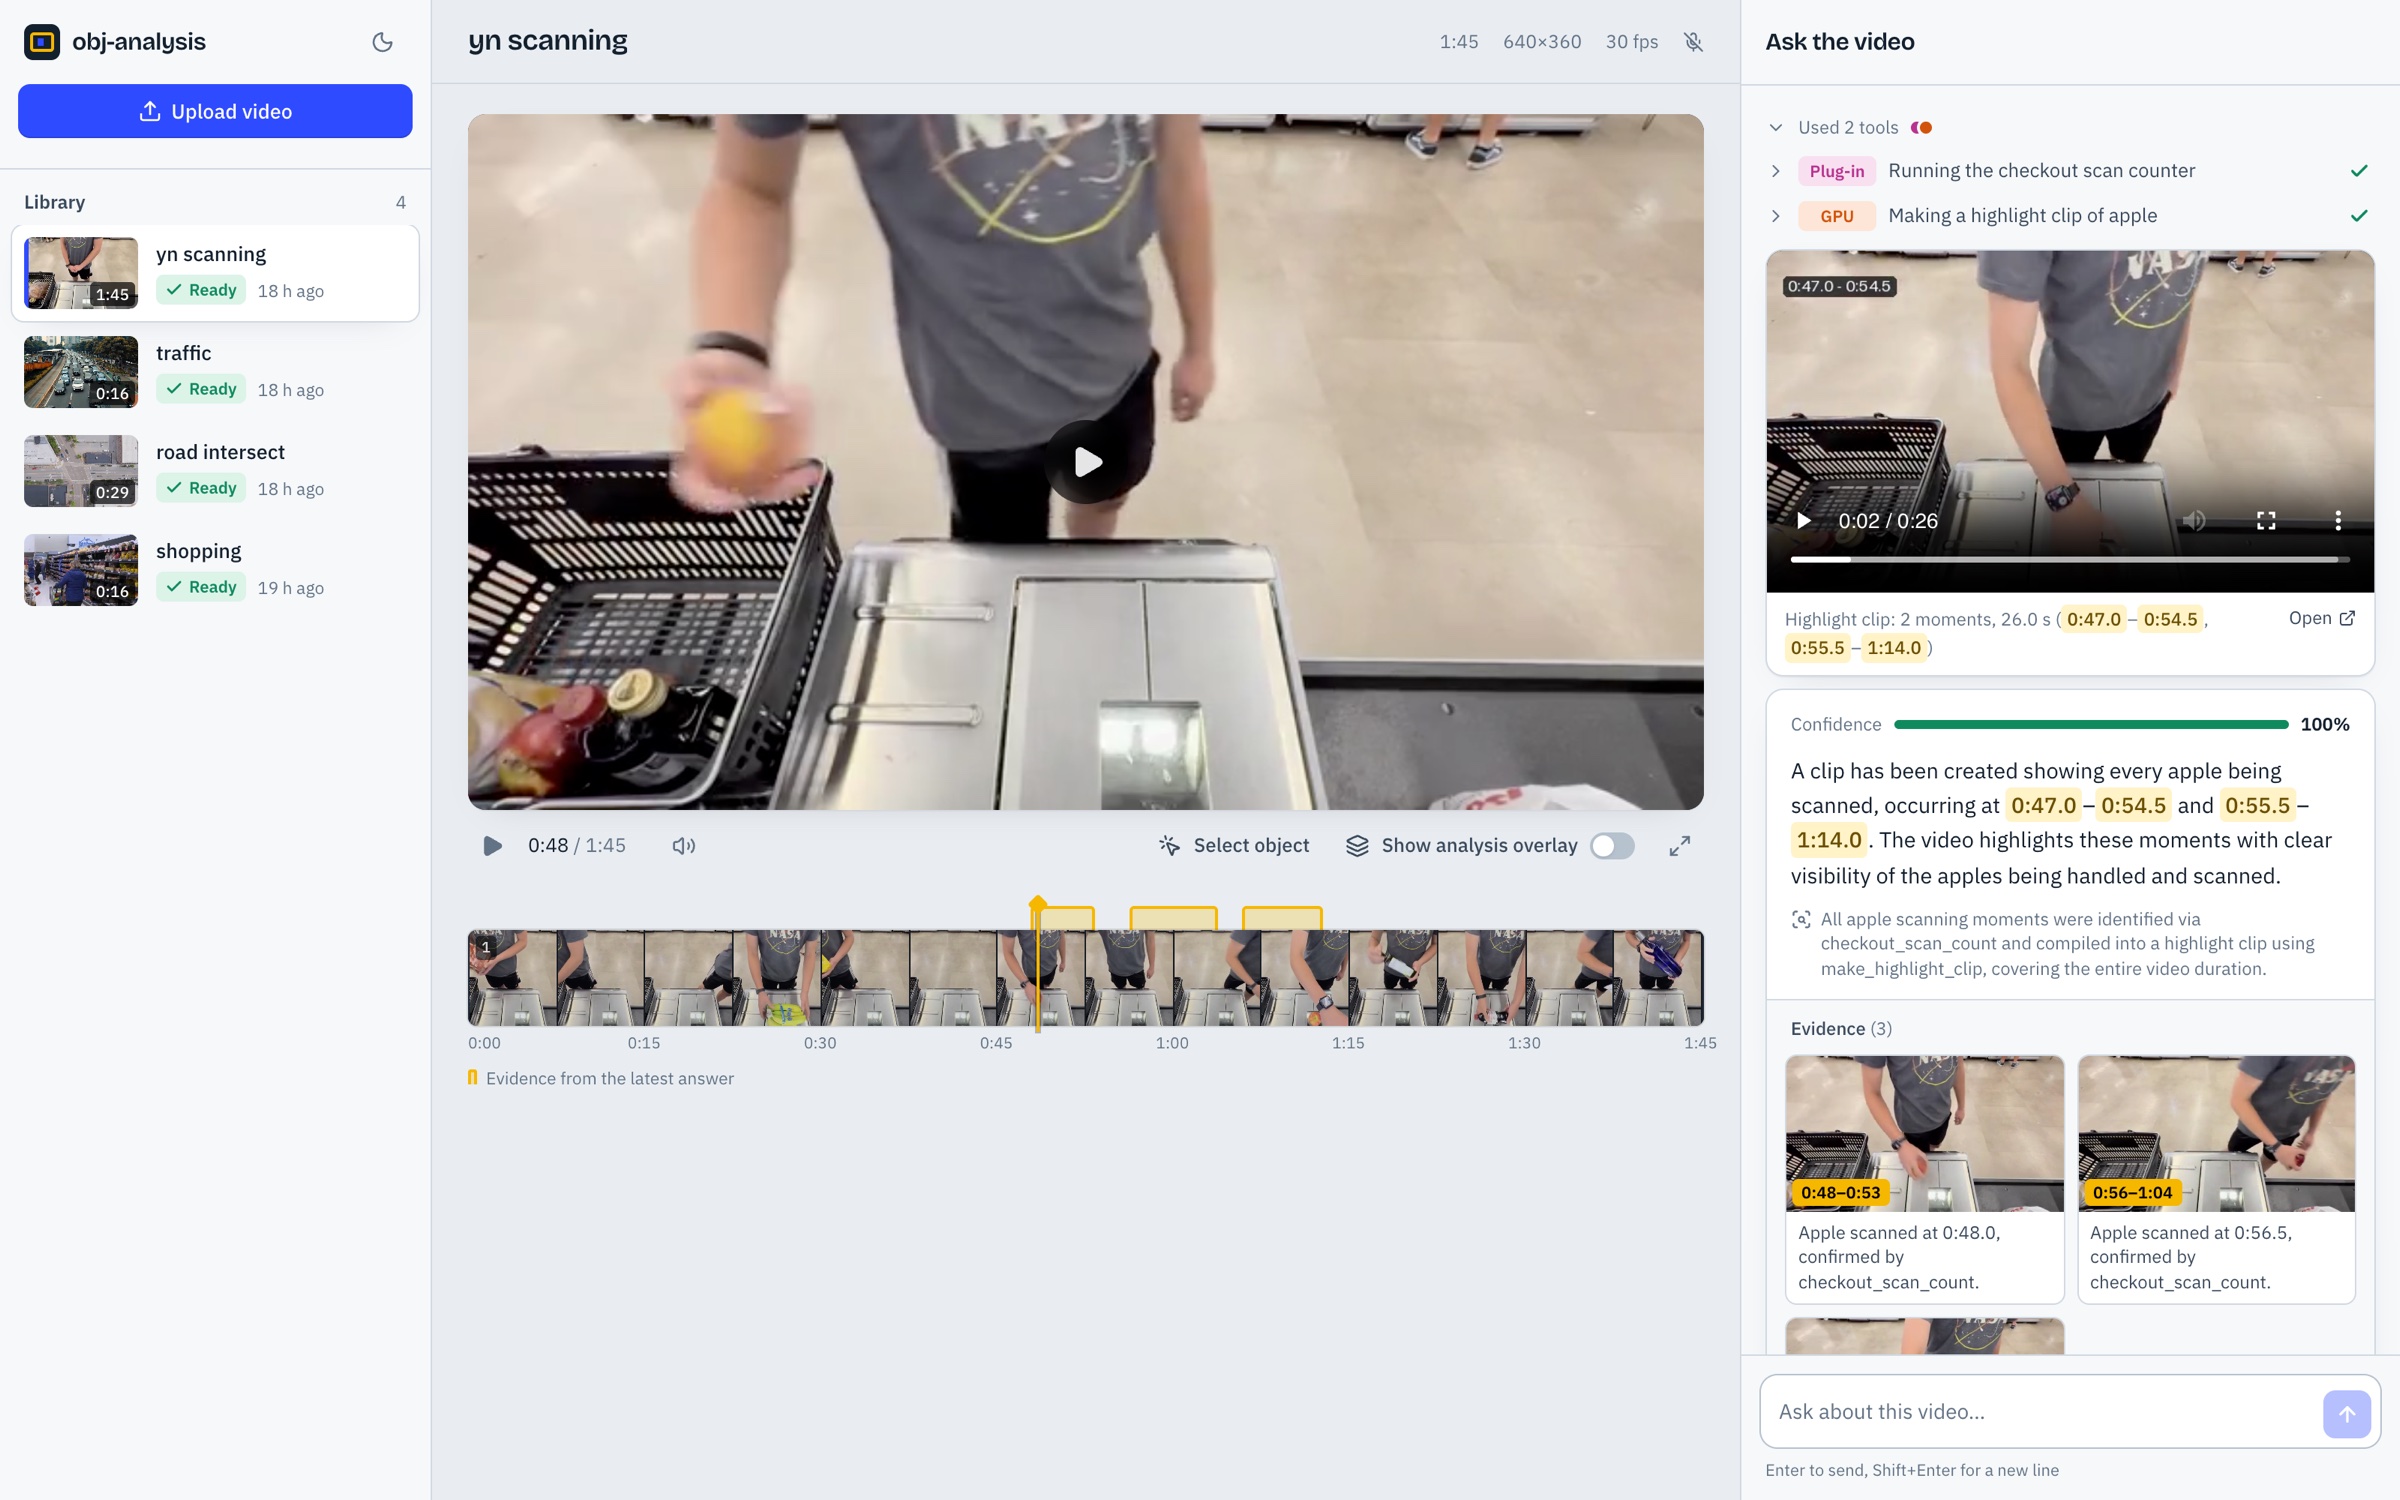 obj-analysis
Upload video
Library
4
yn scanning
1:45
Ready
18 h ago
traffic
0:16
Ready
18 h ago
road intersect
0:29
Ready
18 h ago
shopping
0:16
Ready
19 h ago
yn scanning
1:45
640×360
30 fps
NASA
0:48 / 1:45
Select object
Show analysis overlay
1
0:00
0:15
0:30
0:45
1:00
1:15
1:30
1:45
Evidence from the latest answer
Ask the video
Used 2 tools
Plug-in
Running the checkout scan counter
GPU
Making a highlight clip of apple
0:47.0 - 0:54.5
0:02 / 0:26
Highlight clip: 2 moments, 26.0 s (0:47.0–0:54.5,
0:55.5–1:14.0)
Open
Confidence
100%
A clip has been created showing every apple being
scanned, occurring at 0:47.0–0:54.5 and 0:55.5–
1:14.0. The video highlights these moments with clear
visibility of the apples being handled and scanned.
All apple scanning moments were identified via
checkout_scan_count and compiled into a highlight clip using
make_highlight_clip, covering the entire video duration.
Evidence (3)
0:48–0:53
Apple scanned at 0:48.0,
confirmed by
checkout_scan_count.
0:56–1:04
Apple scanned at 0:56.5,
confirmed by
checkout_scan_count.
Ask about this video...
Enter to send, Shift+Enter for a new line